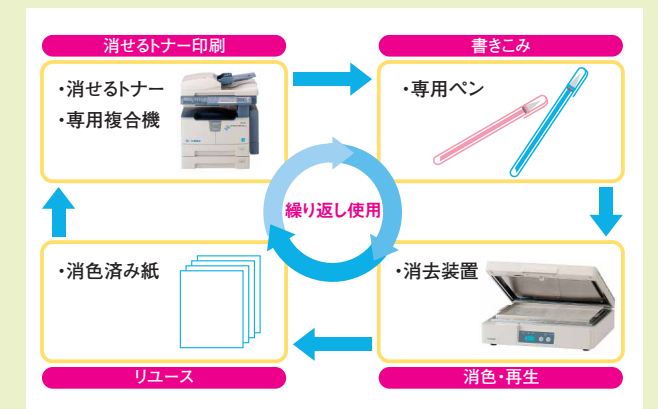 消せるトナー印刷
・消せるトナー
・専用複合機
書きこみ
・専用ペン
繰り返し使用
・消色済み紙
リユース
・消去装置
消色・再生